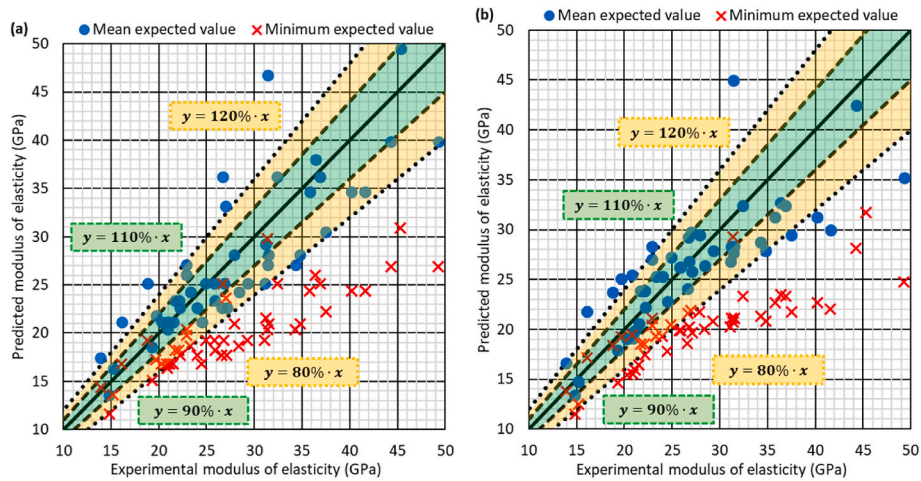 (a)
Mean expected value Minimum expected value
50
45
40
35
30
25
20
15
10
Predicted modulus of elasticity (GPa)
y = 120% · x
y = 110% · x
y = 80% · x
y = 90% · x
10 15 20 25 30 35 40 45 50
Experimental modulus of elasticity (GPa)
(b)
Mean expected value Minimum expected value
50
45
40
35
30
25
20
15
10
Predicted modulus of elasticity (GPa)
y = 120% · x
y = 110% · x
y = 80% · x
y = 90% · x
10 15 20 25 30 35 40 45 50
Experimental modulus of elasticity (GPa)